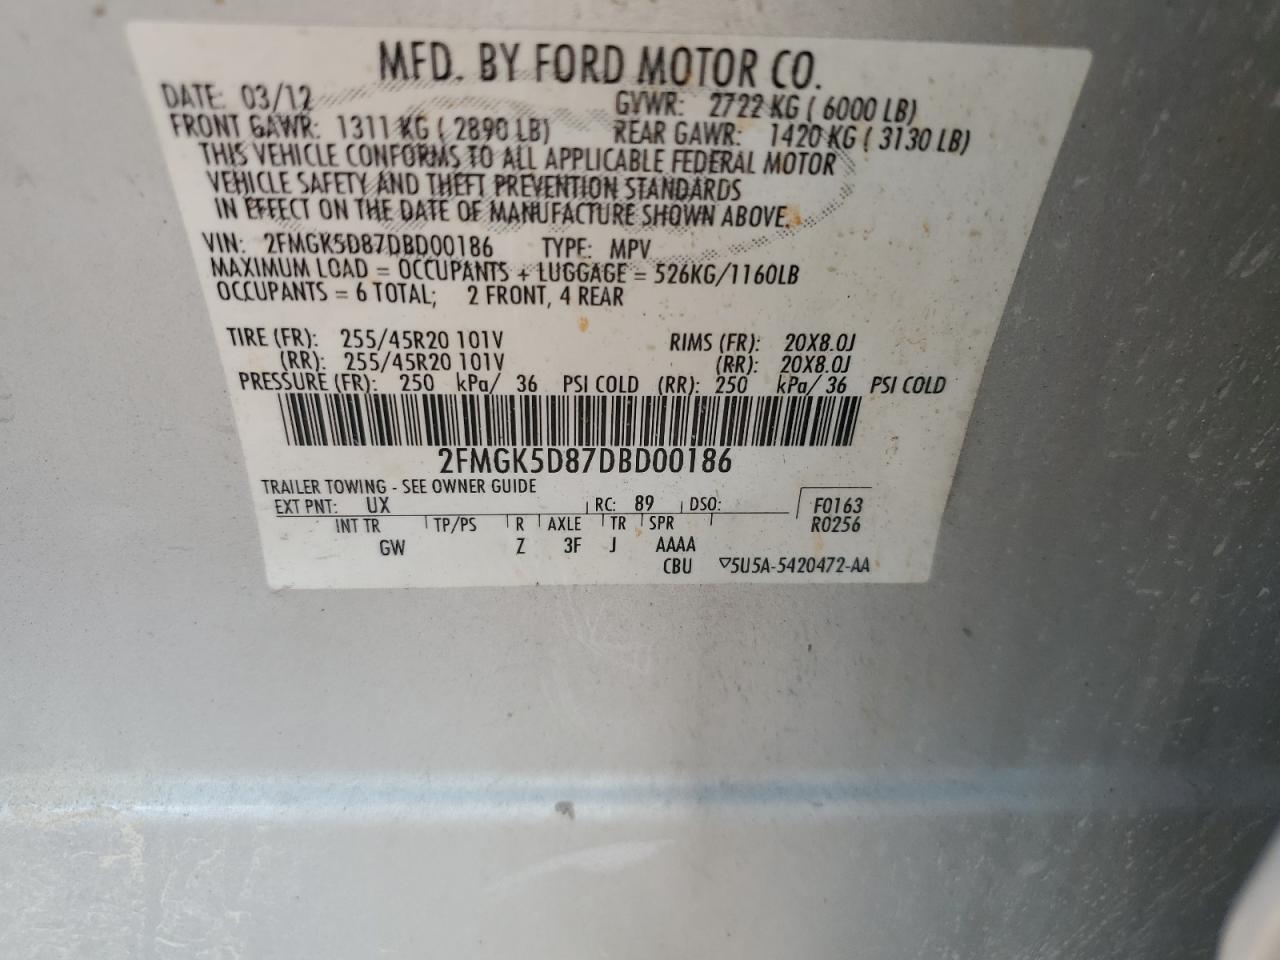 MFD. BY FORD MOTOR CO.
DATE: 03/12 GVWR: 2722 KG ( 6000 LB)
FRONT GAWR: 1311 KG ( 2890 LB) REAR GAWR: 1420 KG ( 3130 LB)
THIS VEHICLE CONFORMS TO ALL APPLICABLE FEDERAL MOTOR
VEHICLE SAFETY AND THEFT PREVENTION STANDARDS
IN EFFECT ON THE DATE OF MANUFACTURE SHOWN ABOVE.
VIN: 2FMGK5D87DBD00186 TYPE: MPV
MAXIMUM LOAD = OCCUPANTS + LUGGAGE = 526KG/1160LB
OCCUPANTS = 6 TOTAL; 2 FRONT, 4 REAR
TIRE (FR): 255/45R20 101V RIMS (FR): 20X8.0J
(RR): 255/45R20 101V (RR): 20X8.0J
PRESSURE (FR): 250 kPa/ 36 PSI COLD (RR): 250 kPa/ 36 PSI COLD
2FMGK5D87DBD00186
TRAILER TOWING - SEE OWNER GUIDE
EXT PNT: UX RC: 89 DSO: F0163
INT TR TP/PS R AXLE TR SPR R0256
GW Z 3F J AAAA
CBU ▽5U5A-5420472-AA